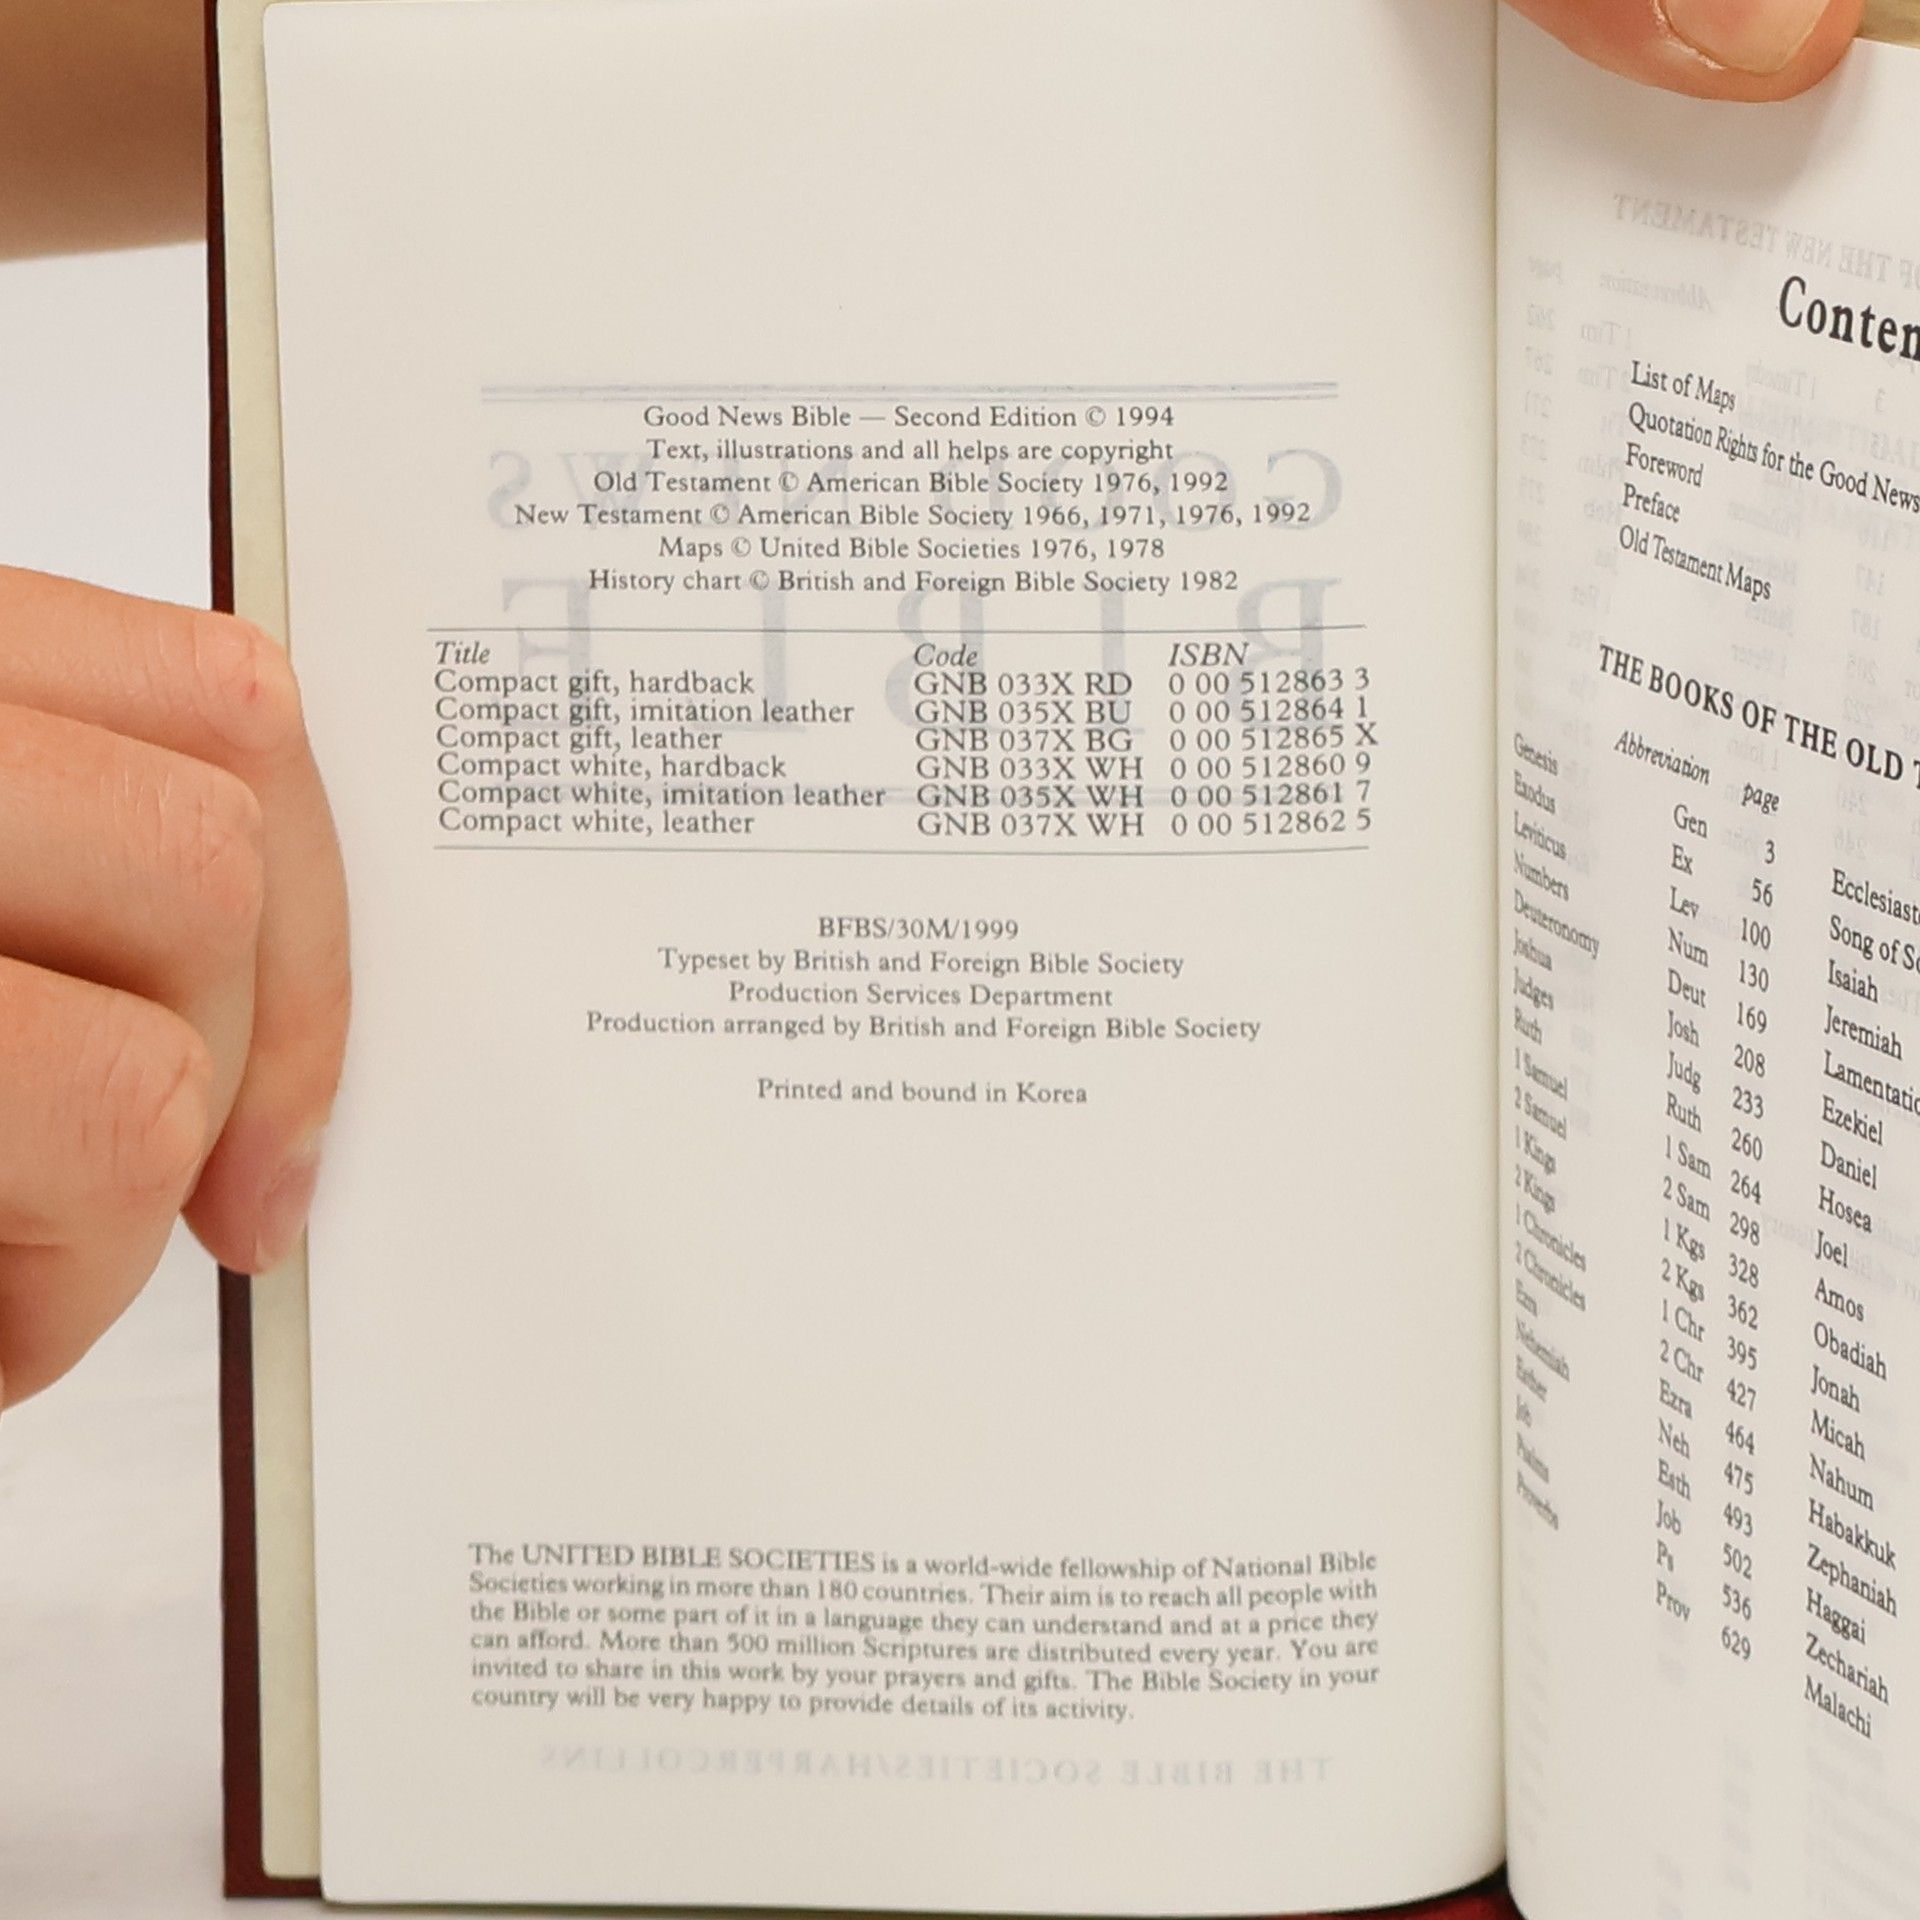 Good News Bible — Second Edition © 1994
Text, illustrations and all helps are copyright
Old Testament © American Bible Society 1976, 1992
New Testament © American Bible Society 1966, 1971, 1976, 1992
Maps © United Bible Societies 1976, 1978
History chart © British and Foreign Bible Society 1982
Title Code ISBN
Compact gift, hardback GNB 033X RD 0 00 512863 3
Compact gift, imitation leather GNB 035X BU 0 00 512864 1
Compact gift, leather GNB 037X BG 0 00 512865 X
Compact white, hardback GNB 033X WH 0 00 512860 9
Compact white, imitation leather GNB 035X WH 0 00 512861 7
Compact white, leather GNB 037X WH 0 00 512862 5
BFBS/30M/1999
Typeset by British and Foreign Bible Society
Production Services Department
Production arranged by British and Foreign Bible Society
Printed and bound in Korea
The UNITED BIBLE SOCIETIES is a world-wide fellowship of National Bible
Societies working in more than 180 countries. Their aim is to reach all people with
the Bible or some part of it in a language they can understand and at a price they
can afford. More than 500 million Scriptures are distributed every year. You are
invited to share in this work by your prayers and gifts. The Bible Society in your
country will be very happy to provide details of its activity.
List of Maps
Quotation Rights for the Good News
Foreword
Preface
Old Testament Maps
THE BOOKS OF THE OLD
Abbreviation page
Genesis Gen 3
Exodus Ex 56
Leviticus Lev 100
Numbers Num 130
Deuteronomy Deut 169
Joshua Josh 208
Judges Judg 233
Ruth Ruth 260
1 Samuel 1 Sam 264
2 Samuel 2 Sam 298
1 Kings 1 Kgs 328
2 Kings 2 Kgs 362
1 Chronicles 1 Chr 395
2 Chronicles 2 Chr 427
Ezra Ezra 464
Nehemiah Neh 475
Esther Esth 493
Job Job 502
Psalms Ps 536
Proverbs Prov 629
Song of
Isaiah
Jeremiah
Ezekiel
Daniel
Hosea
Joel
Amos
Obadiah
Jonah
Micah
Nahum
Habakkuk
Zephaniah
Haggai
Zechariah
Malachi